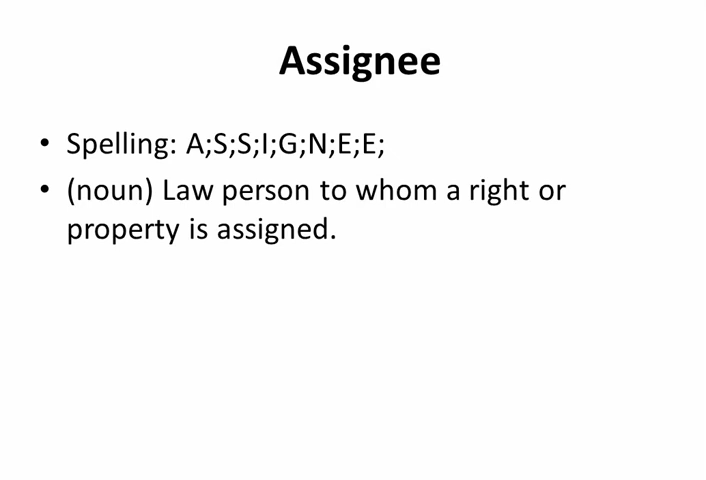 Assignee
• Spelling: A;S;S;I;G;N;E;E;
• (noun) Law person to whom a right or
property is assigned.